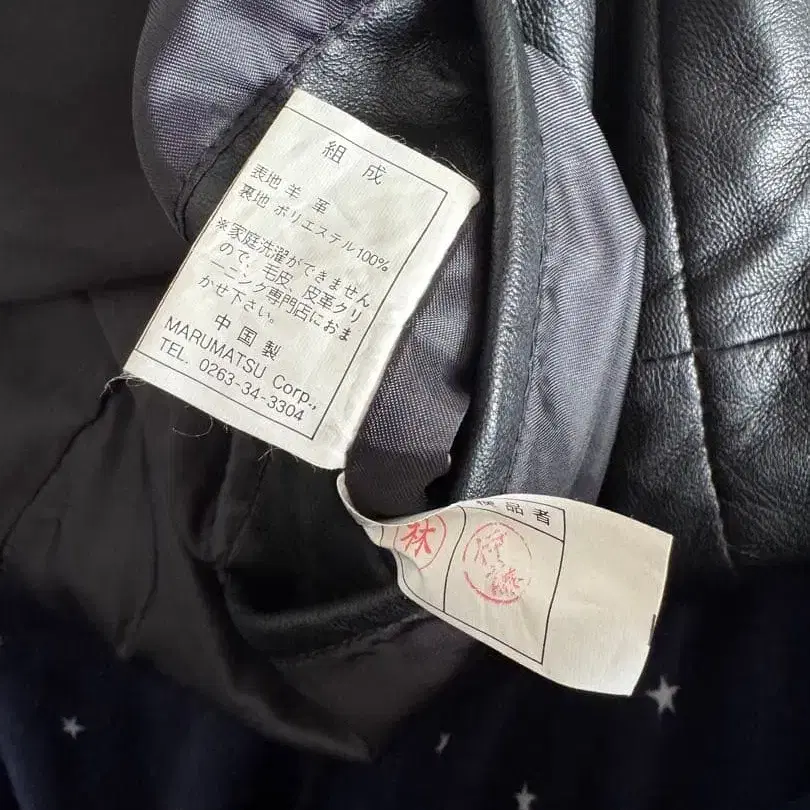 組成
表地 羊 革
裏地 ポリエステル100%
※家庭洗濯ができません
ので、毛皮、皮革クリ
ーニング専門店におま
かせ下さい。
中国製
MARUMATSU Corp.,
TEL. 0263-34-3304
品者
林
伊藤